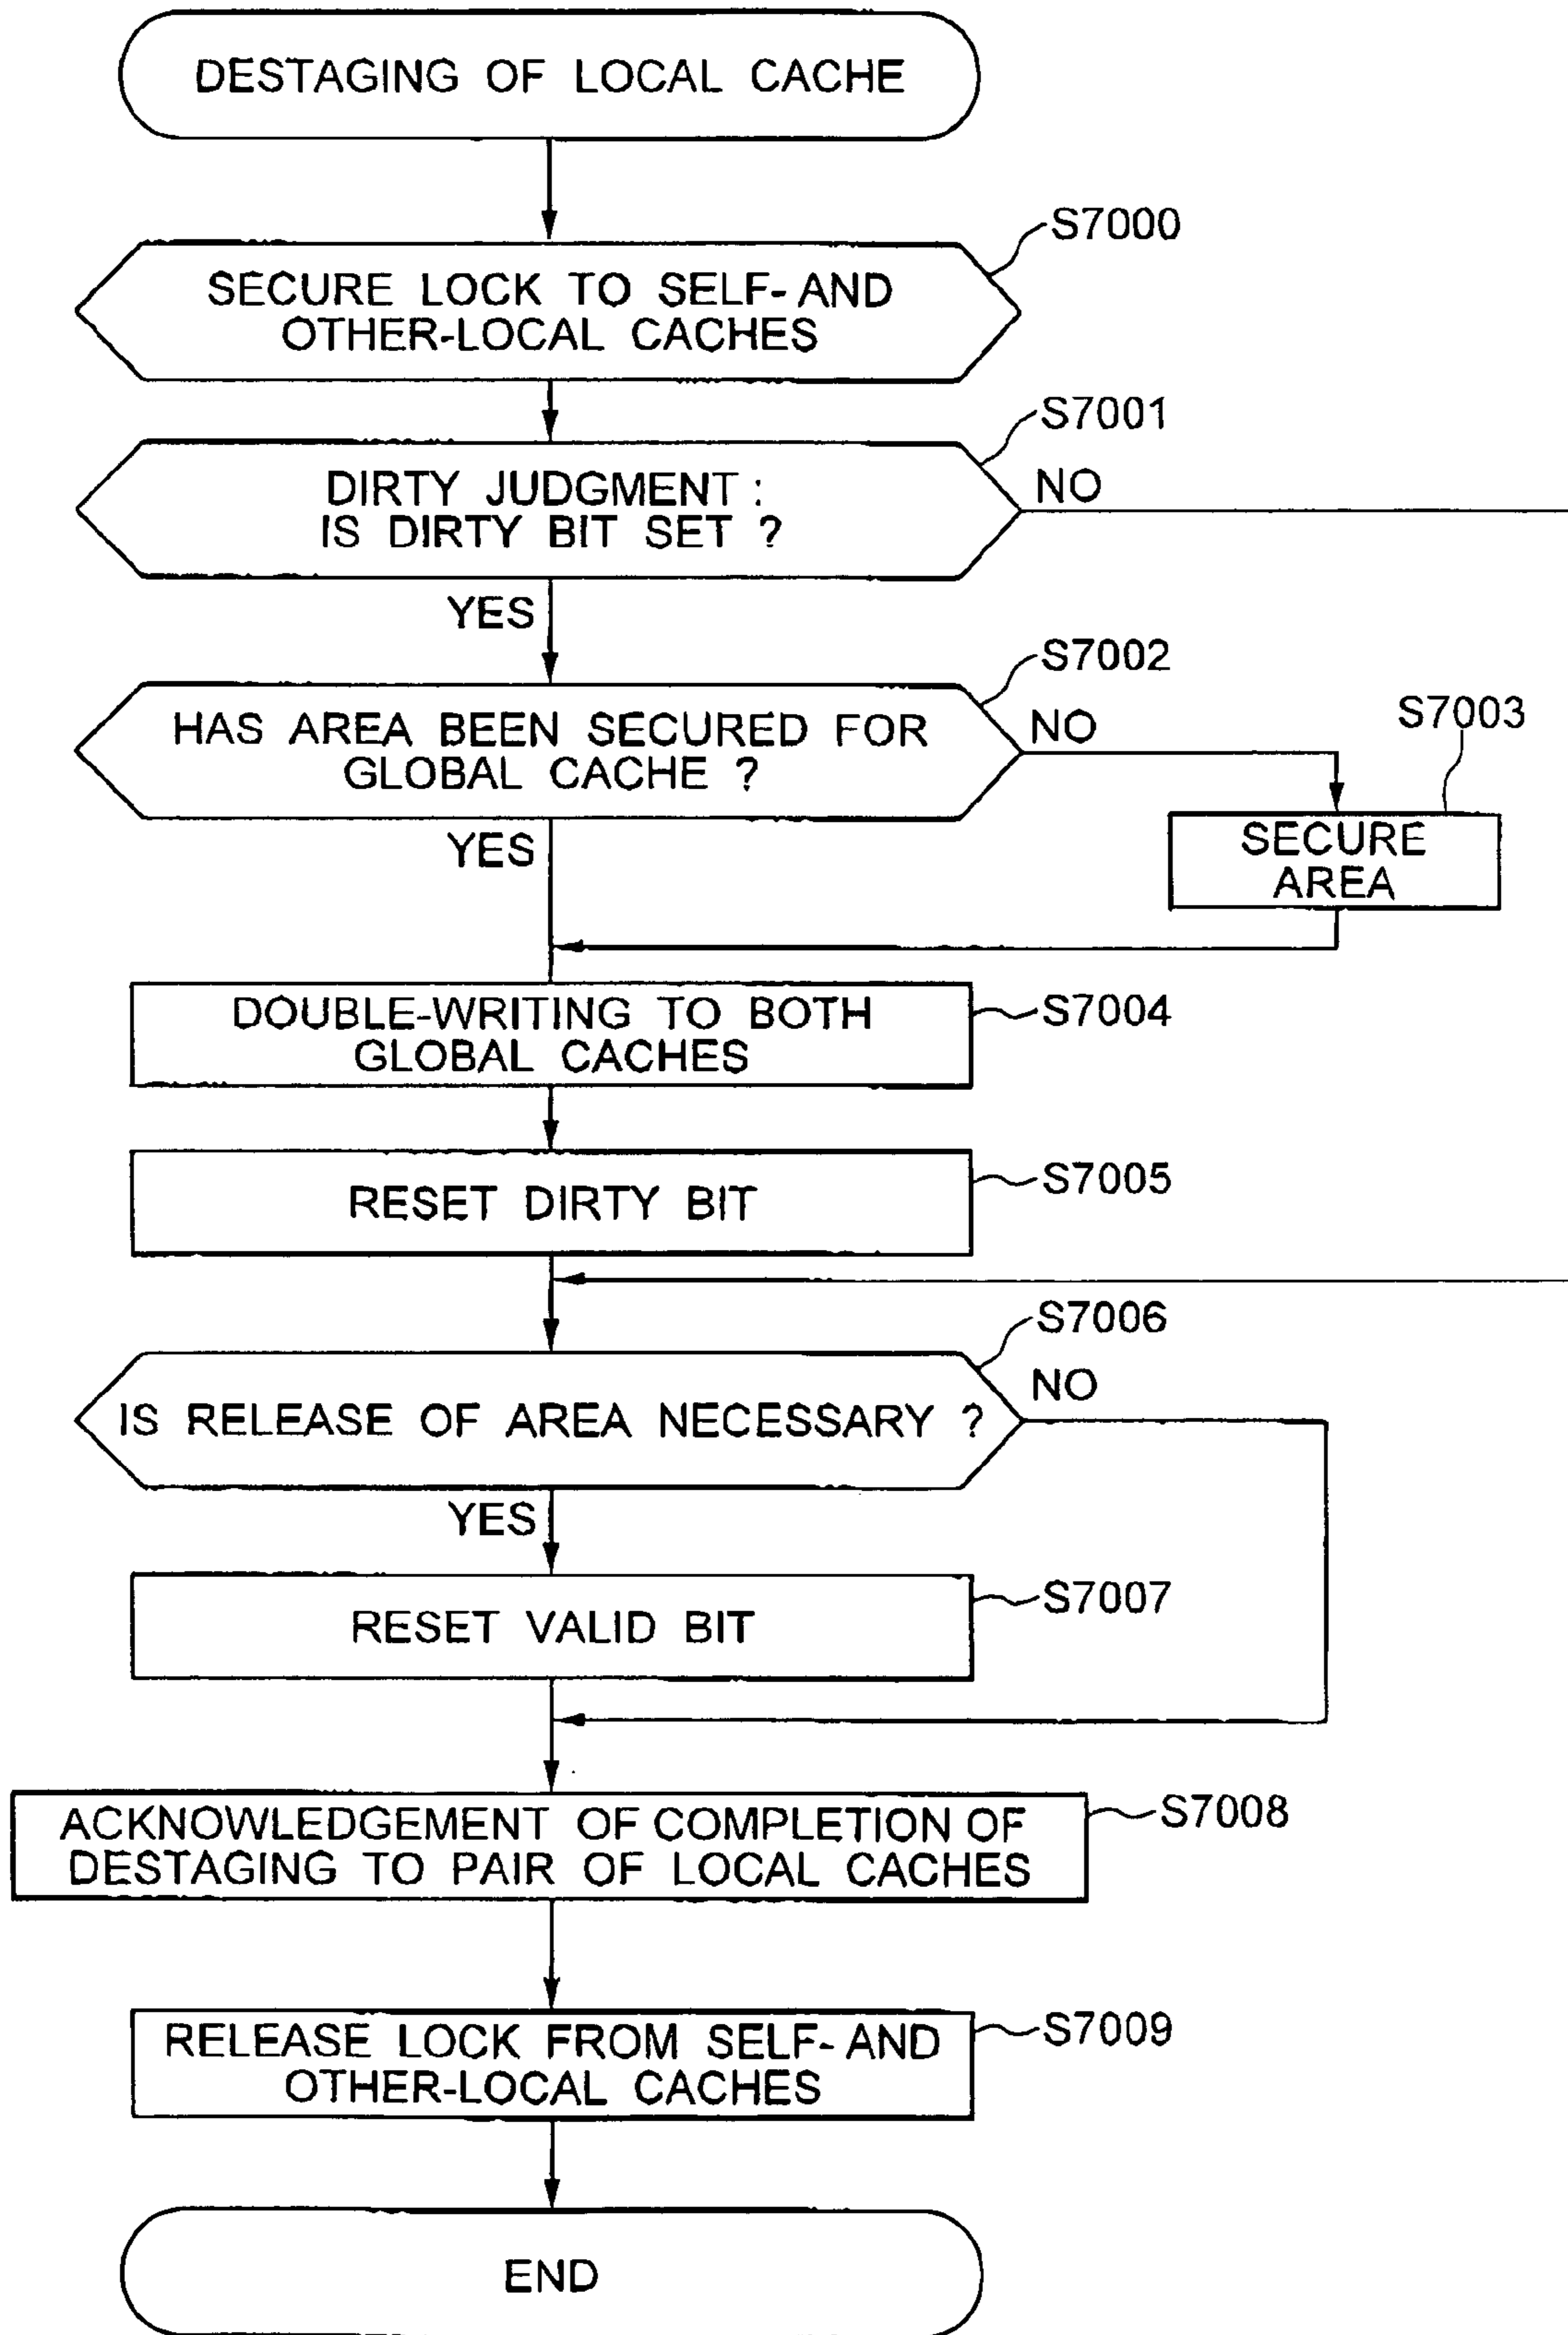 DESTAGING OF LOCAL CACHE
S7000
SECURE LOCK TO SELF- AND
OTHER-LOCAL CACHES
S7001
DIRTY JUDGMENT :
IS DIRTY BIT SET ?
NO
YES
S7002
HAS AREA BEEN SECURED FOR
GLOBAL CACHE ?
NO
S7003
SECURE
AREA
YES
DOUBLE-WRITING TO BOTH
GLOBAL CACHES
S7004
RESET DIRTY BIT
S7005
S7006
IS RELEASE OF AREA NECESSARY ?
NO
YES
RESET VALID BIT
S7007
ACKNOWLEDGEMENT OF COMPLETION OF
DESTAGING TO PAIR OF LOCAL CACHES
S7008
RELEASE LOCK FROM SELF- AND
OTHER-LOCAL CACHES
S7009
END